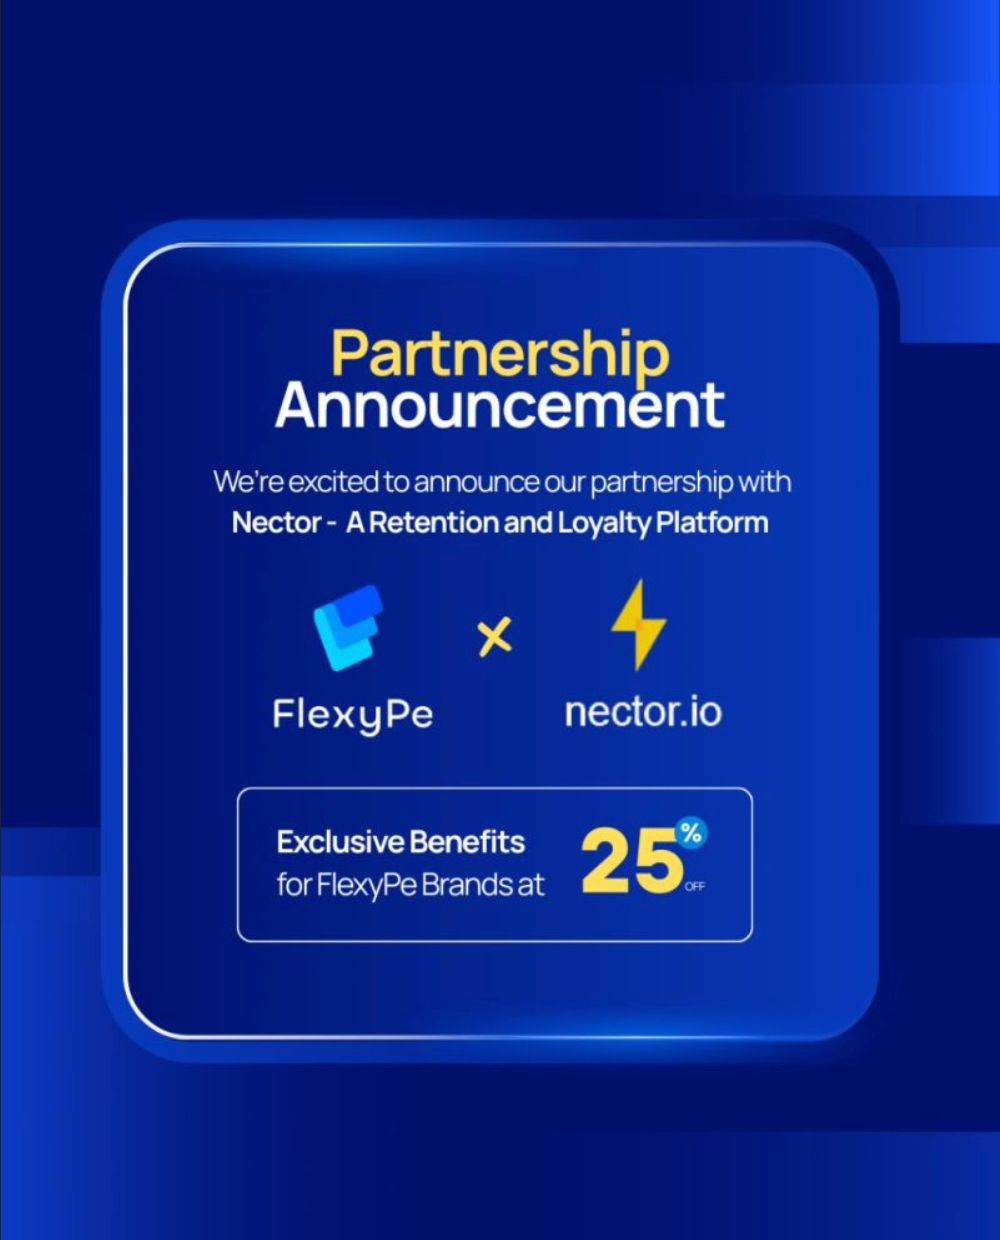 Partnership
Announcement
We're excited to announce our partnership with
Nector - A Retention and Loyalty Platform
FlexyPe
nector.io
Exclusive Benefits
for FlexyPe Brands at
25%
OFF